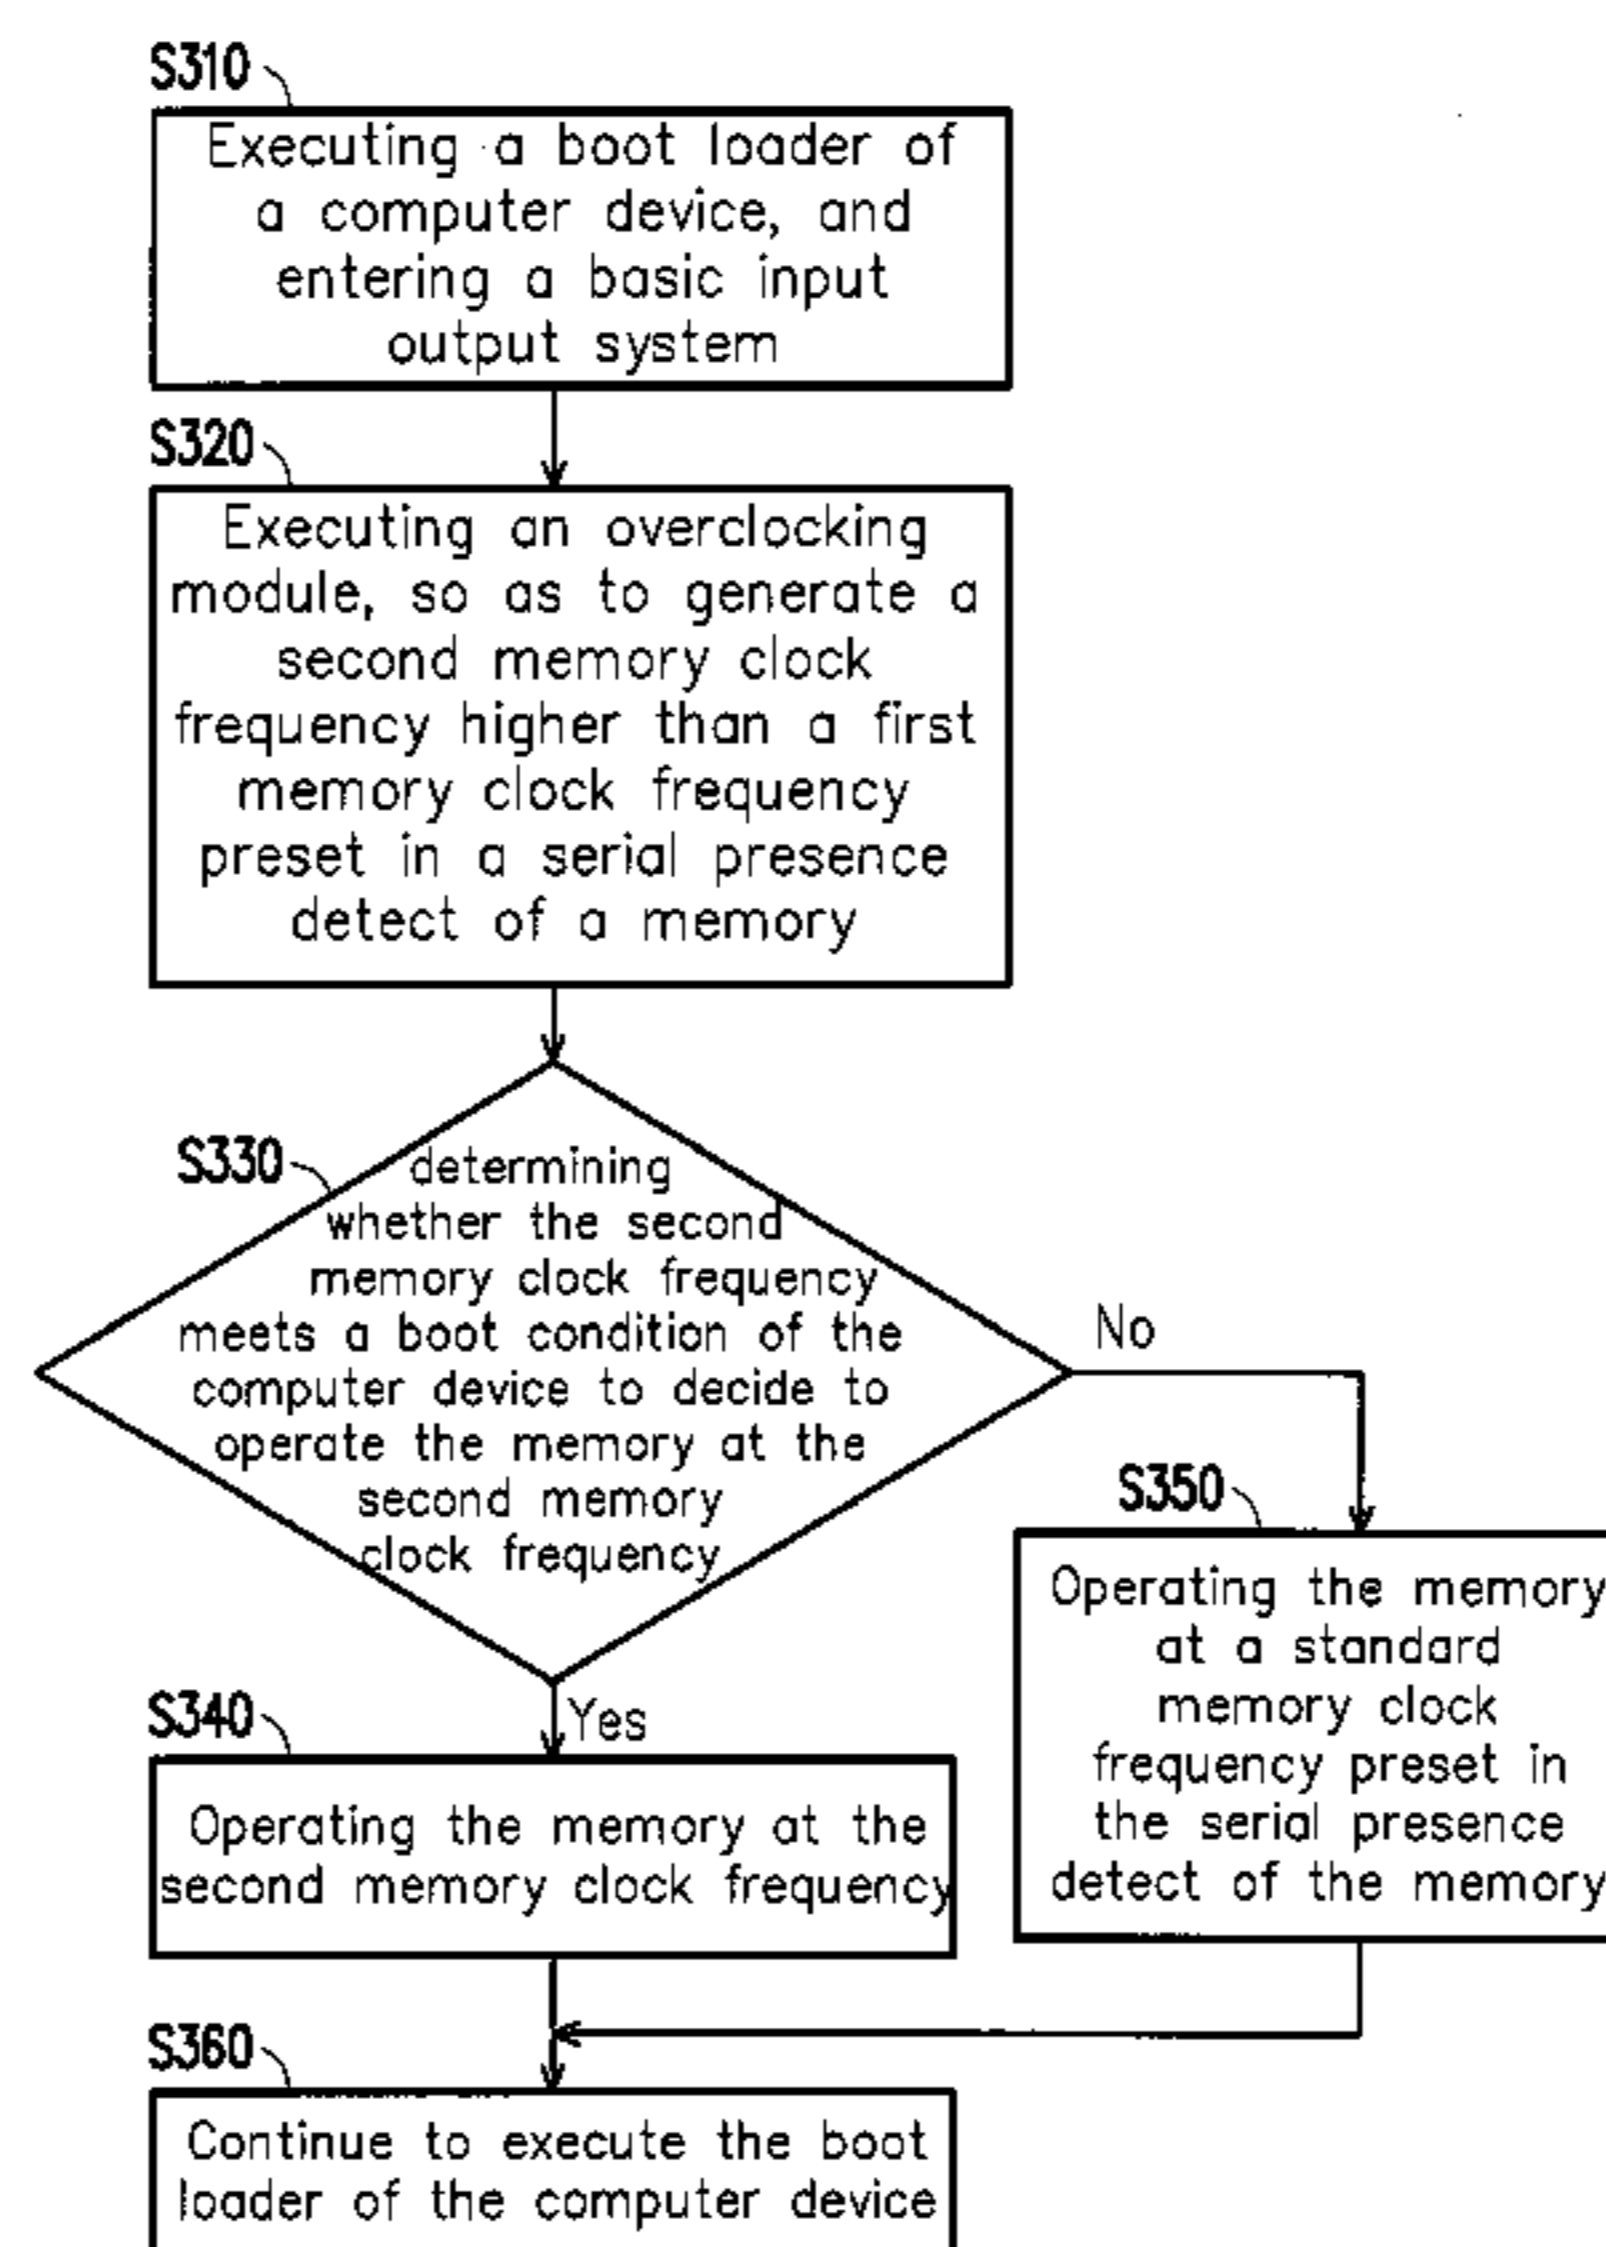 S310
Executing a boot loader of
a computer device, and
entering a basic input
output system
S320
Executing an overclocking
module, so as to generate a
second memory clock
frequency higher than a first
memory clock frequency
preset in a serial presence
detect of a memory
S330
determining
whether the second
memory clock frequency
meets a boot condition of the
computer device to decide to
operate the memory at the
second memory
clock frequency
No
S350
Operating the memory
at a standard
memory clock
frequency preset in
the serial presence
detect of the memory
Yes
S340
Operating the memory at the
second memory clock frequency
S360
Continue to execute the boot
loader of the computer device